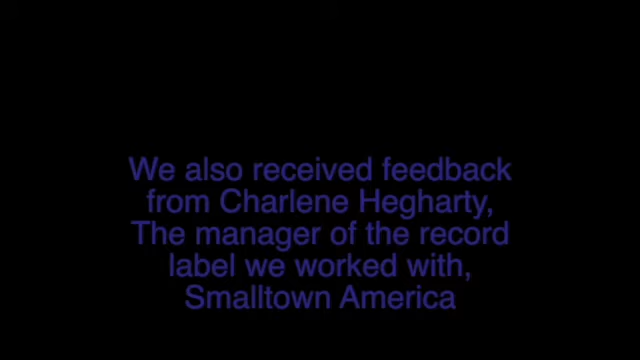 We also received feedback
from Charlene Hegharty,
The manager of the record
label we worked with,
Smalltown America